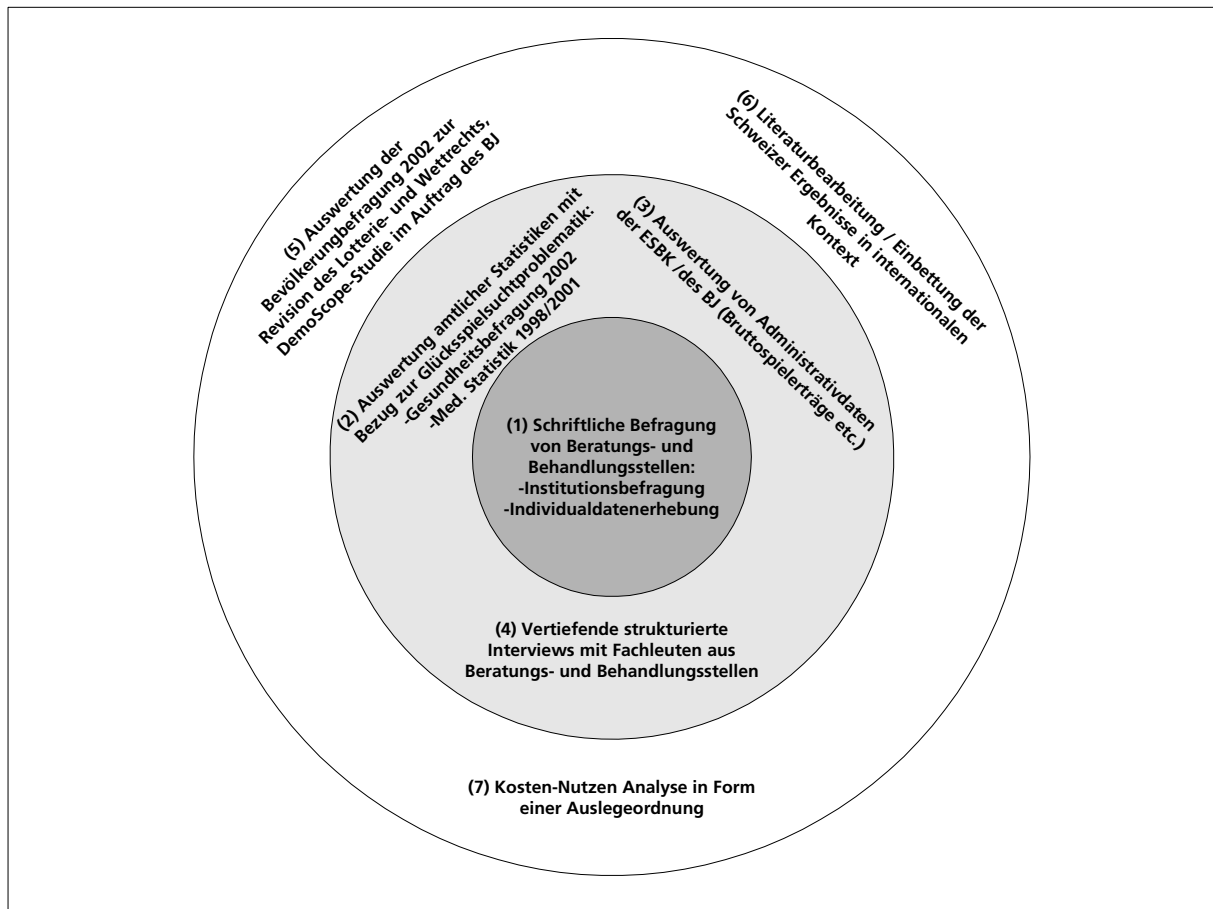 (5) Auswertung der
Bevölkerungbefragung 2002 zur
Revision des Lotterie- und Wettrechts,
DemoScope-Studie im Auftrag des BJ
(6) Literaturbearbeitung / Einbettung der
Schweizer Ergebnisse in internationalen
Kontext
(2) Auswertung amtlicher Statistiken mit
Bezug zur Glücksspielsuchtproblematik:
-Gesundheitsbefragung 2002
-Med. Statistik 1998/2001
(3) Auswertung von Administrativdaten
der ESBK /des BJ (Bruttospielerträge etc.)
(1) Schriftliche Befragung
von Beratungs- und
Behandlungsstellen:
-Institutionsbefragung
-Individualdatenerhebung
(4) Vertiefende strukturierte
Interviews mit Fachleuten aus
Beratungs- und Behandlungsstellen
(7) Kosten-Nutzen Analyse in Form
einer Auslegeordnung